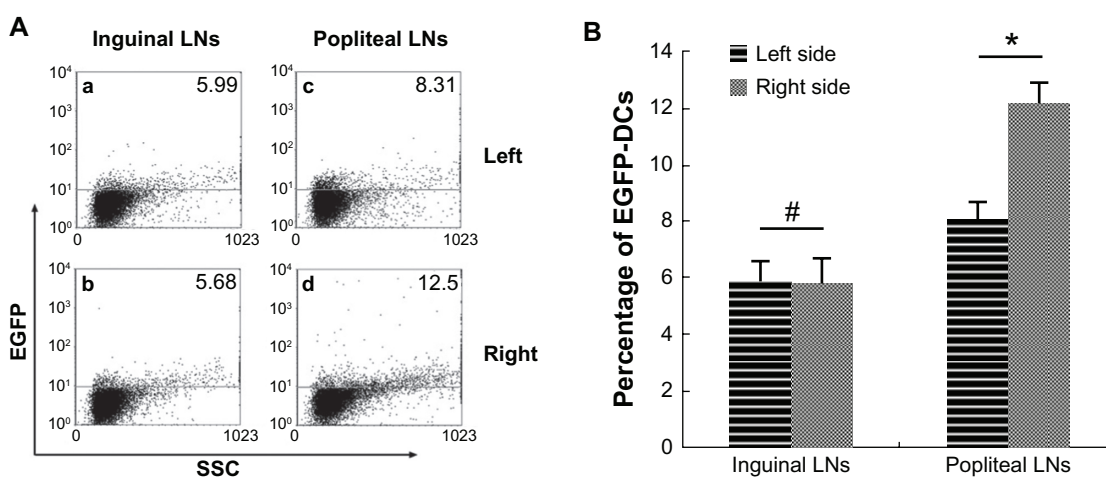 A
Inguinal LNs
Popliteal LNs
a
5.99
10⁴
10³
10²
10¹
10⁰
0
1023
c
8.31
10⁴
10³
10²
10¹
10⁰
0
1023
Left
b
5.68
10⁴
10³
10²
10¹
10⁰
0
1023
d
12.5
10⁴
10³
10²
10¹
10⁰
0
1023
Right
EGFP
SSC
B
Left side
Right side
Percentage of EGFP-DCs
14
12
10
8
6
4
2
0
#
*
Inguinal LNs
Popliteal LNs